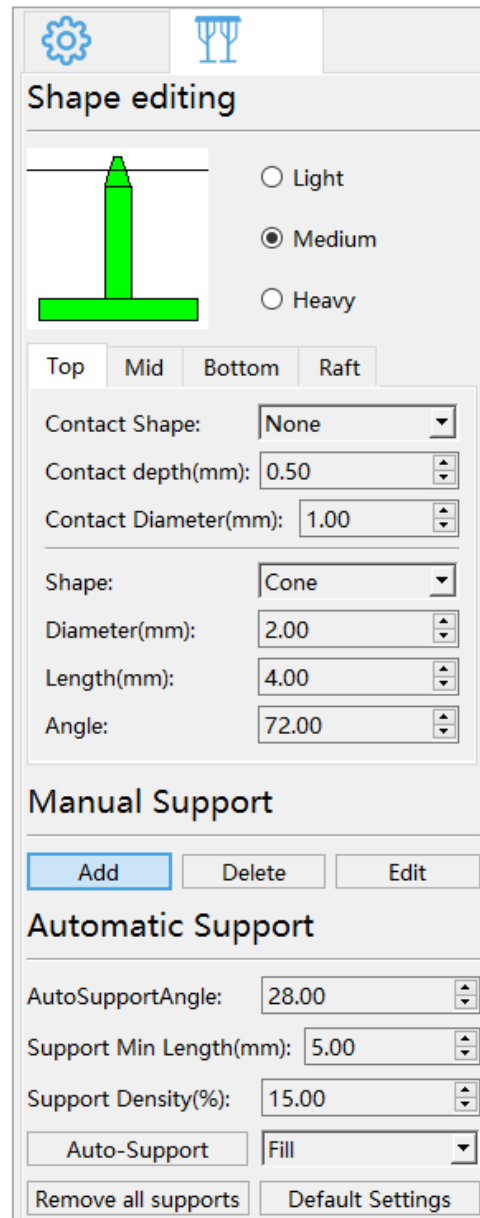 Shape editing
Light
Medium
Heavy
Top Mid Bottom Raft
Contact Shape: None
Contact depth(mm): 0.50
Contact Diameter(mm): 1.00
Shape: Cone
Diameter(mm): 2.00
Length(mm): 4.00
Angle: 72.00
Manual Support
Add Delete Edit
Automatic Support
AutoSupportAngle: 28.00
Support Min Length(mm): 5.00
Support Density(%): 15.00
Auto-Support Fill
Remove all supports Default Settings